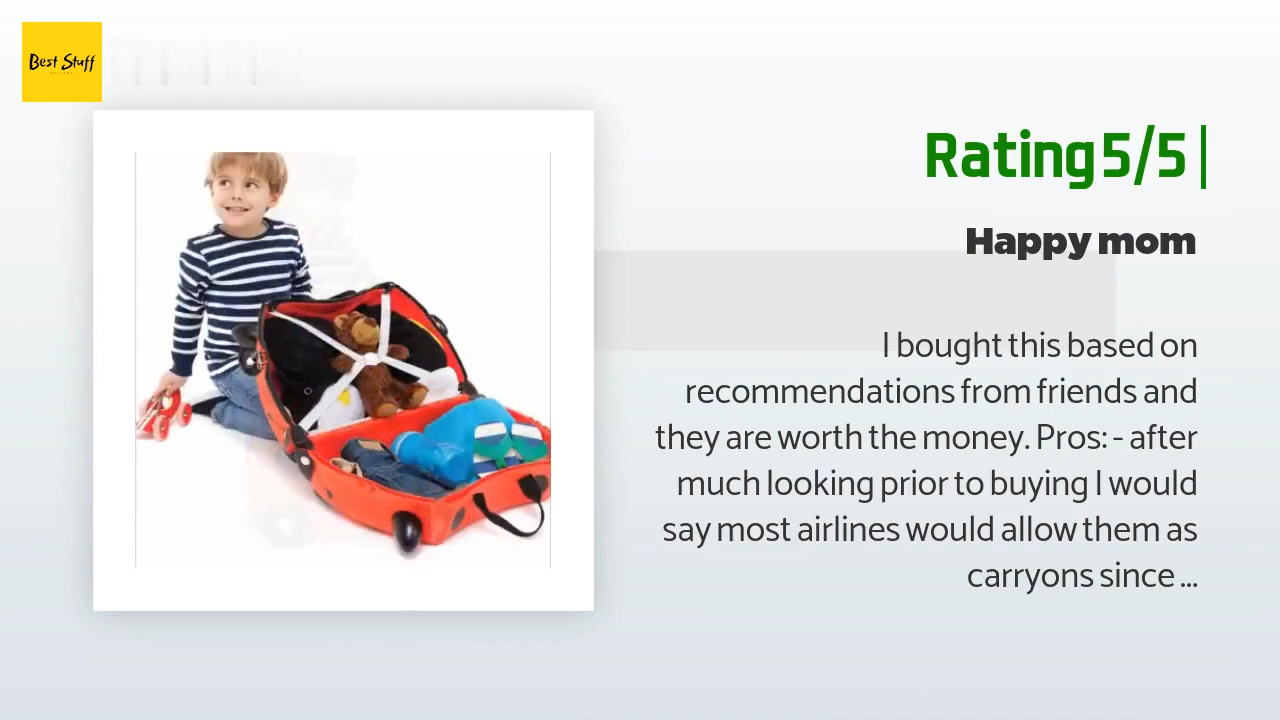 Best Stuff
Rating 5/5 |
Happy mom
I bought this based on
recommendations from friends and
they are worth the money. Pros: - after
much looking prior to buying I would
say most airlines would allow them as
carryons since ...